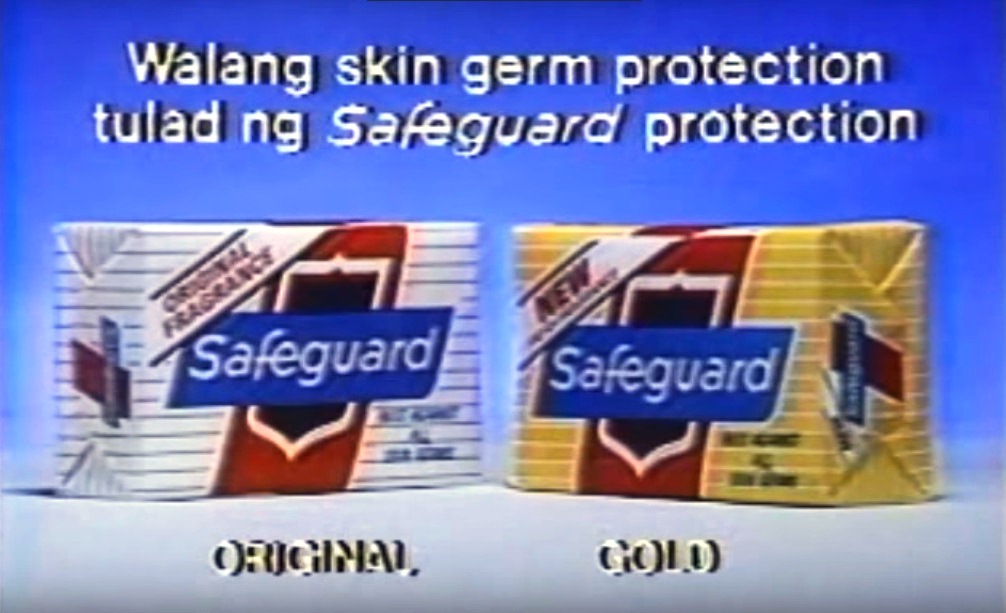 Walang skin germ protection
tulad ng Safeguard protection
ORIGINAL
FRAGRANCE
Safeguard
NEW
Safeguard
ORIGINAL
GOLD